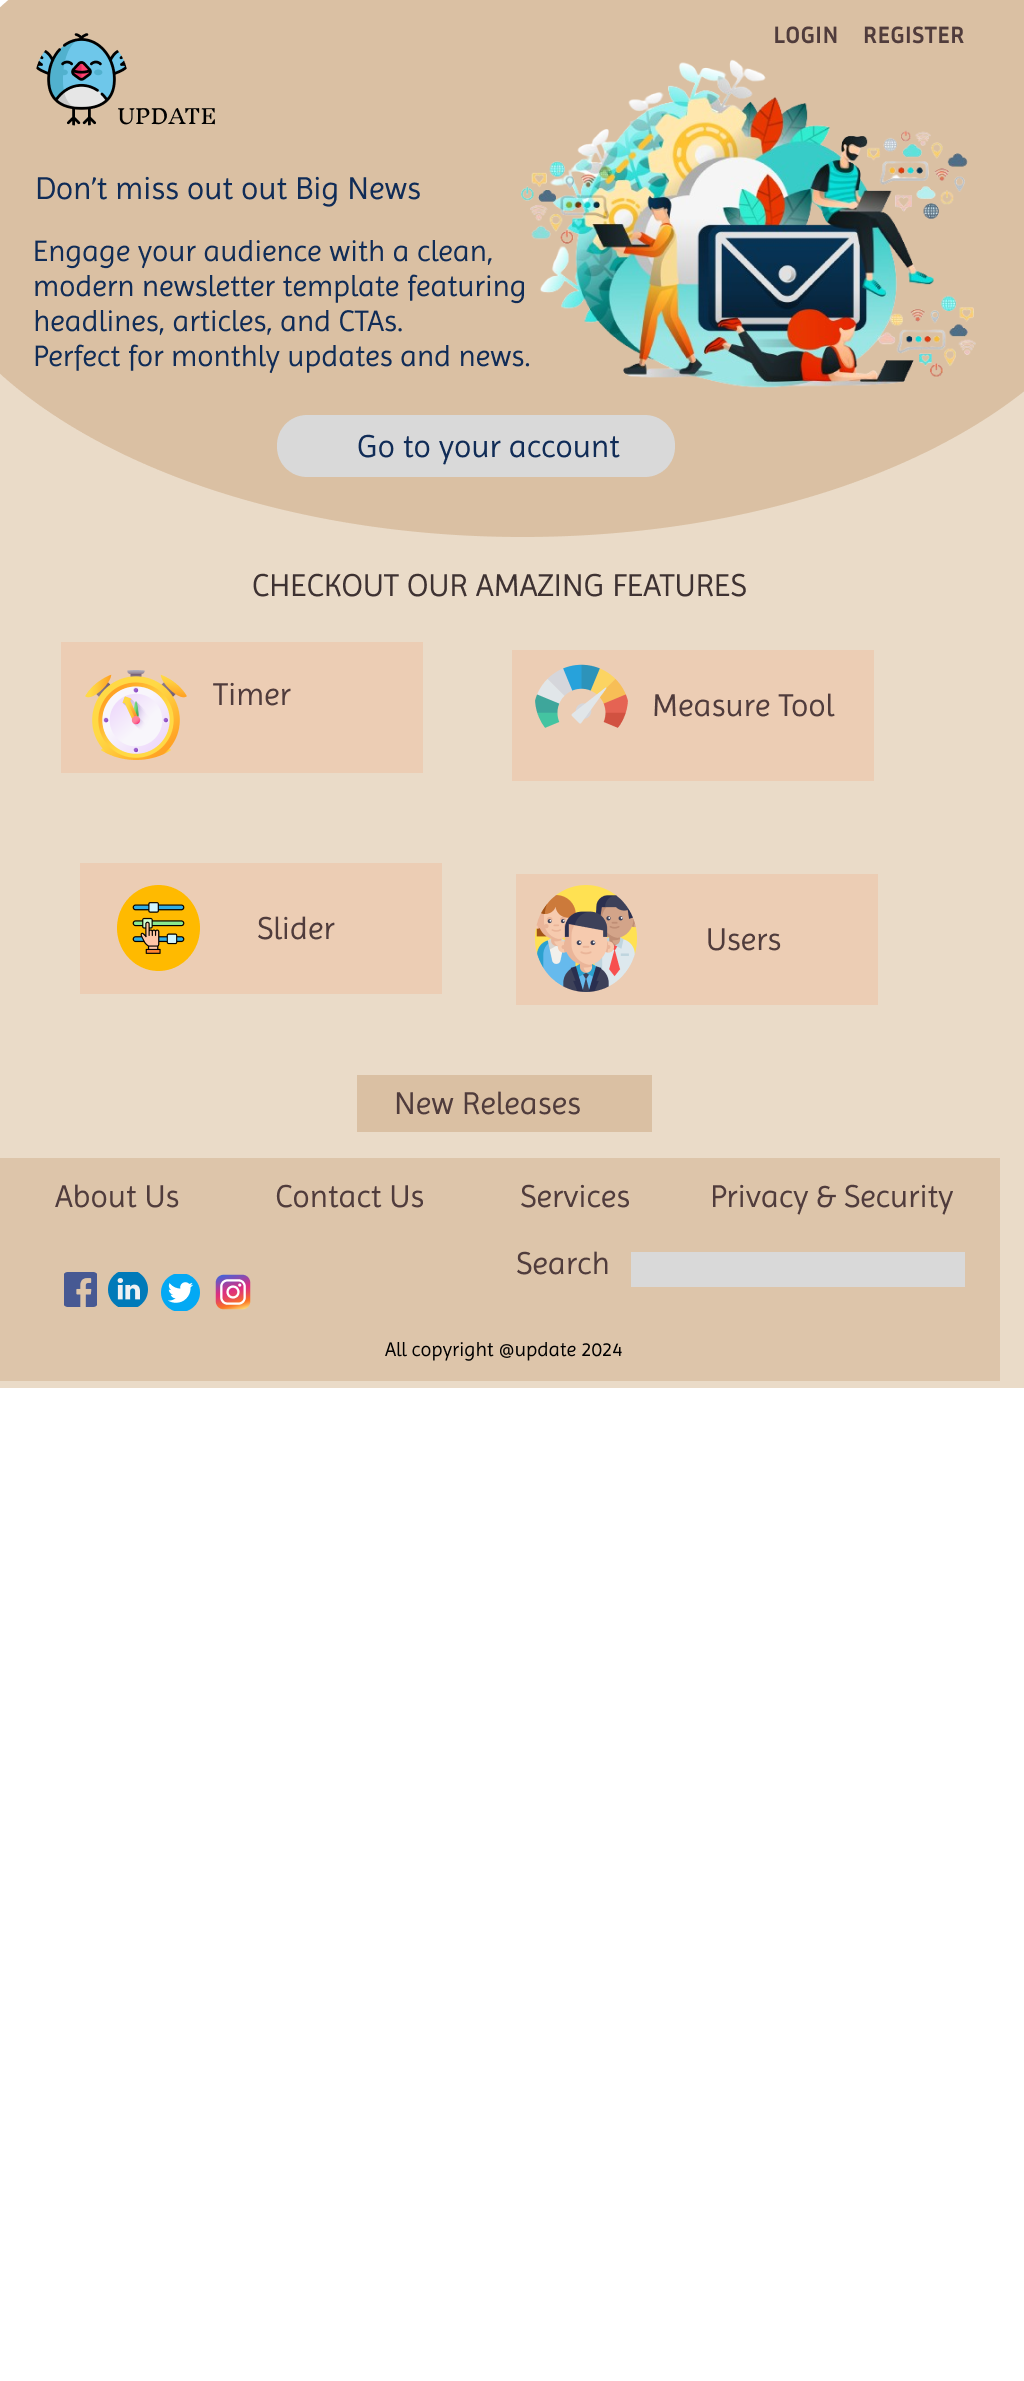 LOGIN REGISTER
UPDATE
Don't miss out out Big News
Engage your audience with a clean,
modern newsletter template featuring
headlines, articles, and CTAs.
Perfect for monthly updates and news.
Go to your account
CHECKOUT OUR AMAZING FEATURES
Timer
Measure Tool
Slider
Users
New Releases
About Us Contact Us Services Privacy & Security
Search
in
All copyright @update 2024